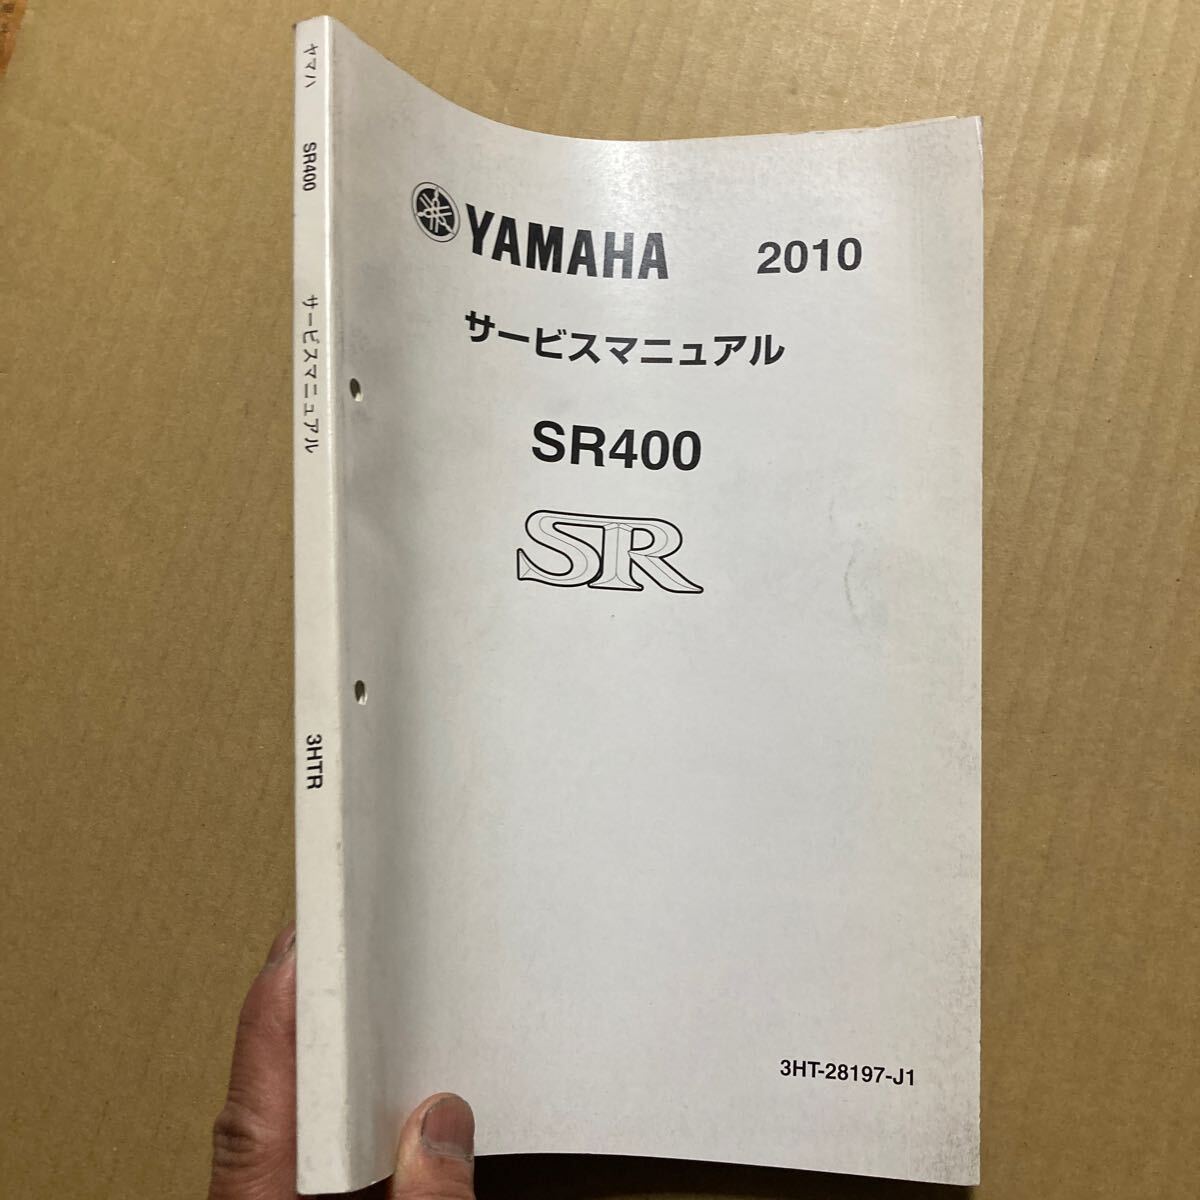 ヤマハ SR400 サービスマニュアル 3HTR
YAMAHA 2010
サービスマニュアル
SR400
SR
3HT-28197-J1